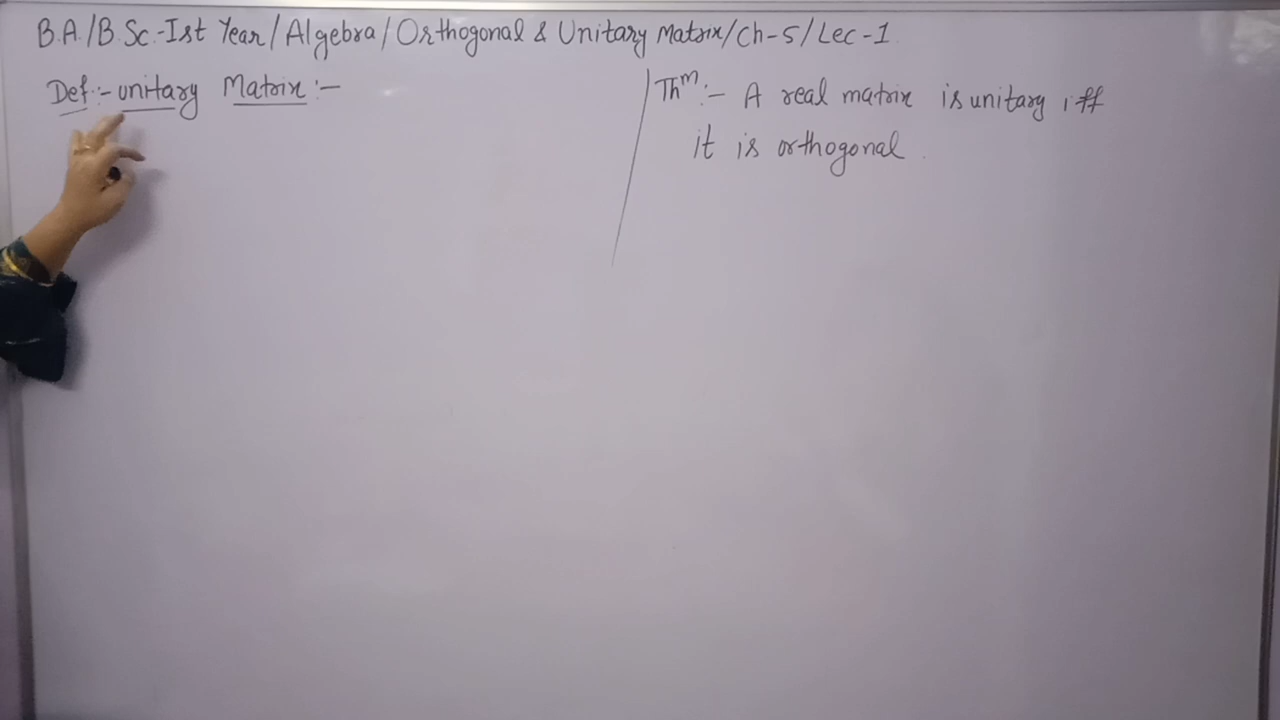 B.A./B.Sc.-Ist Year/Algebra/Orthogonal & Unitary Matrix/Ch-5/Lec-1
Def:- unitary Matrix :-
Thm:- A real matrix is unitary iff
it is orthogonal.